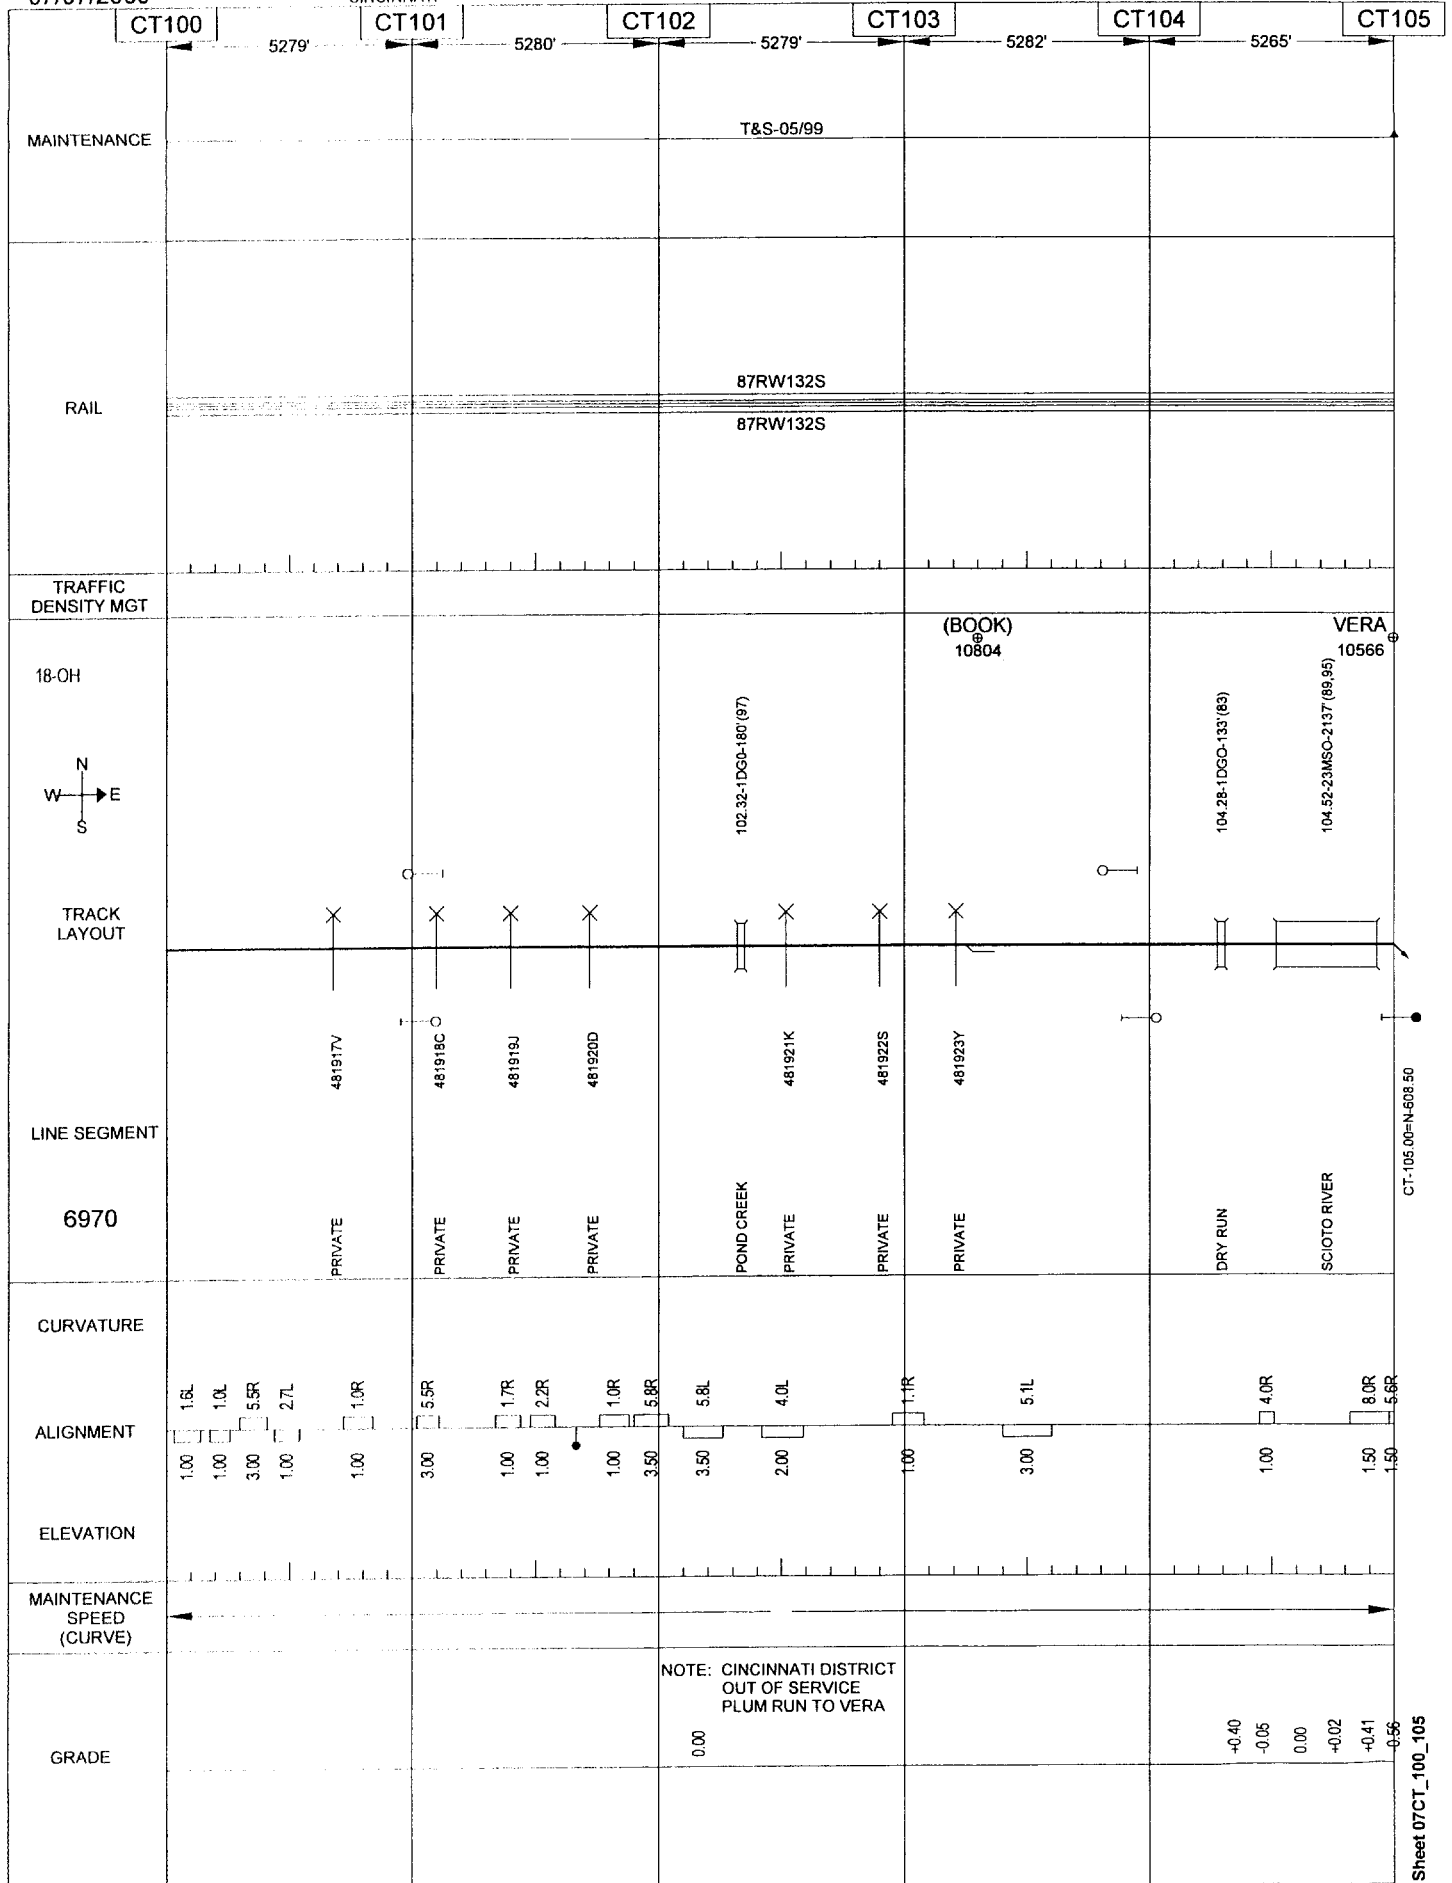 CT100
CT101
CT102
CT103
CT104
CT105
5279'
5280'
5279'
5282'
5265'
MAINTENANCE
T&S-05/99
RAIL
87RW132S
87RW132S
TRAFFIC
DENSITY MGT
(BOOK)
10804
VERA
10566
18-OH
N
W E
S
102.32-1DG0-180'(97)
104.28-1DGO-133'(83)
104.52-23MSO-2137'(89,95)
TRACK
LAYOUT
481917V
481918C
481919J
481920D
481921K
481922S
481923Y
CT-105.00=N-608.50
LINE SEGMENT
6970
PRIVATE
PRIVATE
PRIVATE
PRIVATE
POND CREEK
PRIVATE
PRIVATE
PRIVATE
DRY RUN
SCIOTO RIVER
CURVATURE
1.6L
1.0L
5.5R
2.7L
1.0R
5.5R
1.7R
2.2R
1.0R
5.8R
5.8L
4.0L
1.1R
5.1L
4.0R
8.0R
5.6R
ALIGNMENT
1.00
1.00
3.00
1.00
1.00
3.00
1.00
1.00
1.00
3.50
3.50
2.00
1.00
3.00
1.00
1.50
1.50
ELEVATION
MAINTENANCE
SPEED
(CURVE)
NOTE: CINCINNATI DISTRICT
OUT OF SERVICE
PLUM RUN TO VERA
GRADE
0.00
+0.40
-0.05
0.00
+0.02
+0.41
-0.56
Sheet 07CT_100_105